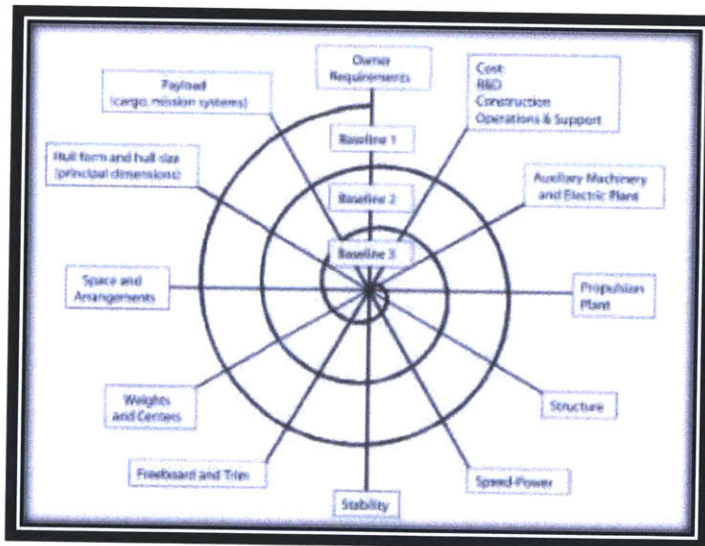 Owner
Requirements
Cost:
R&D
Construction
Operations & Support
Payload
(cargo, mission systems)
Baseline 1
Hull form and hull size
(principal dimensions)
Auxiliary Machinery
and Electric Plant
Baseline 2
Baseline 3
Space and
Arrangements
Propulsion
Plant
Weights
and Centers
Structure
Freeboard and Trim
Speed-Power
Stability